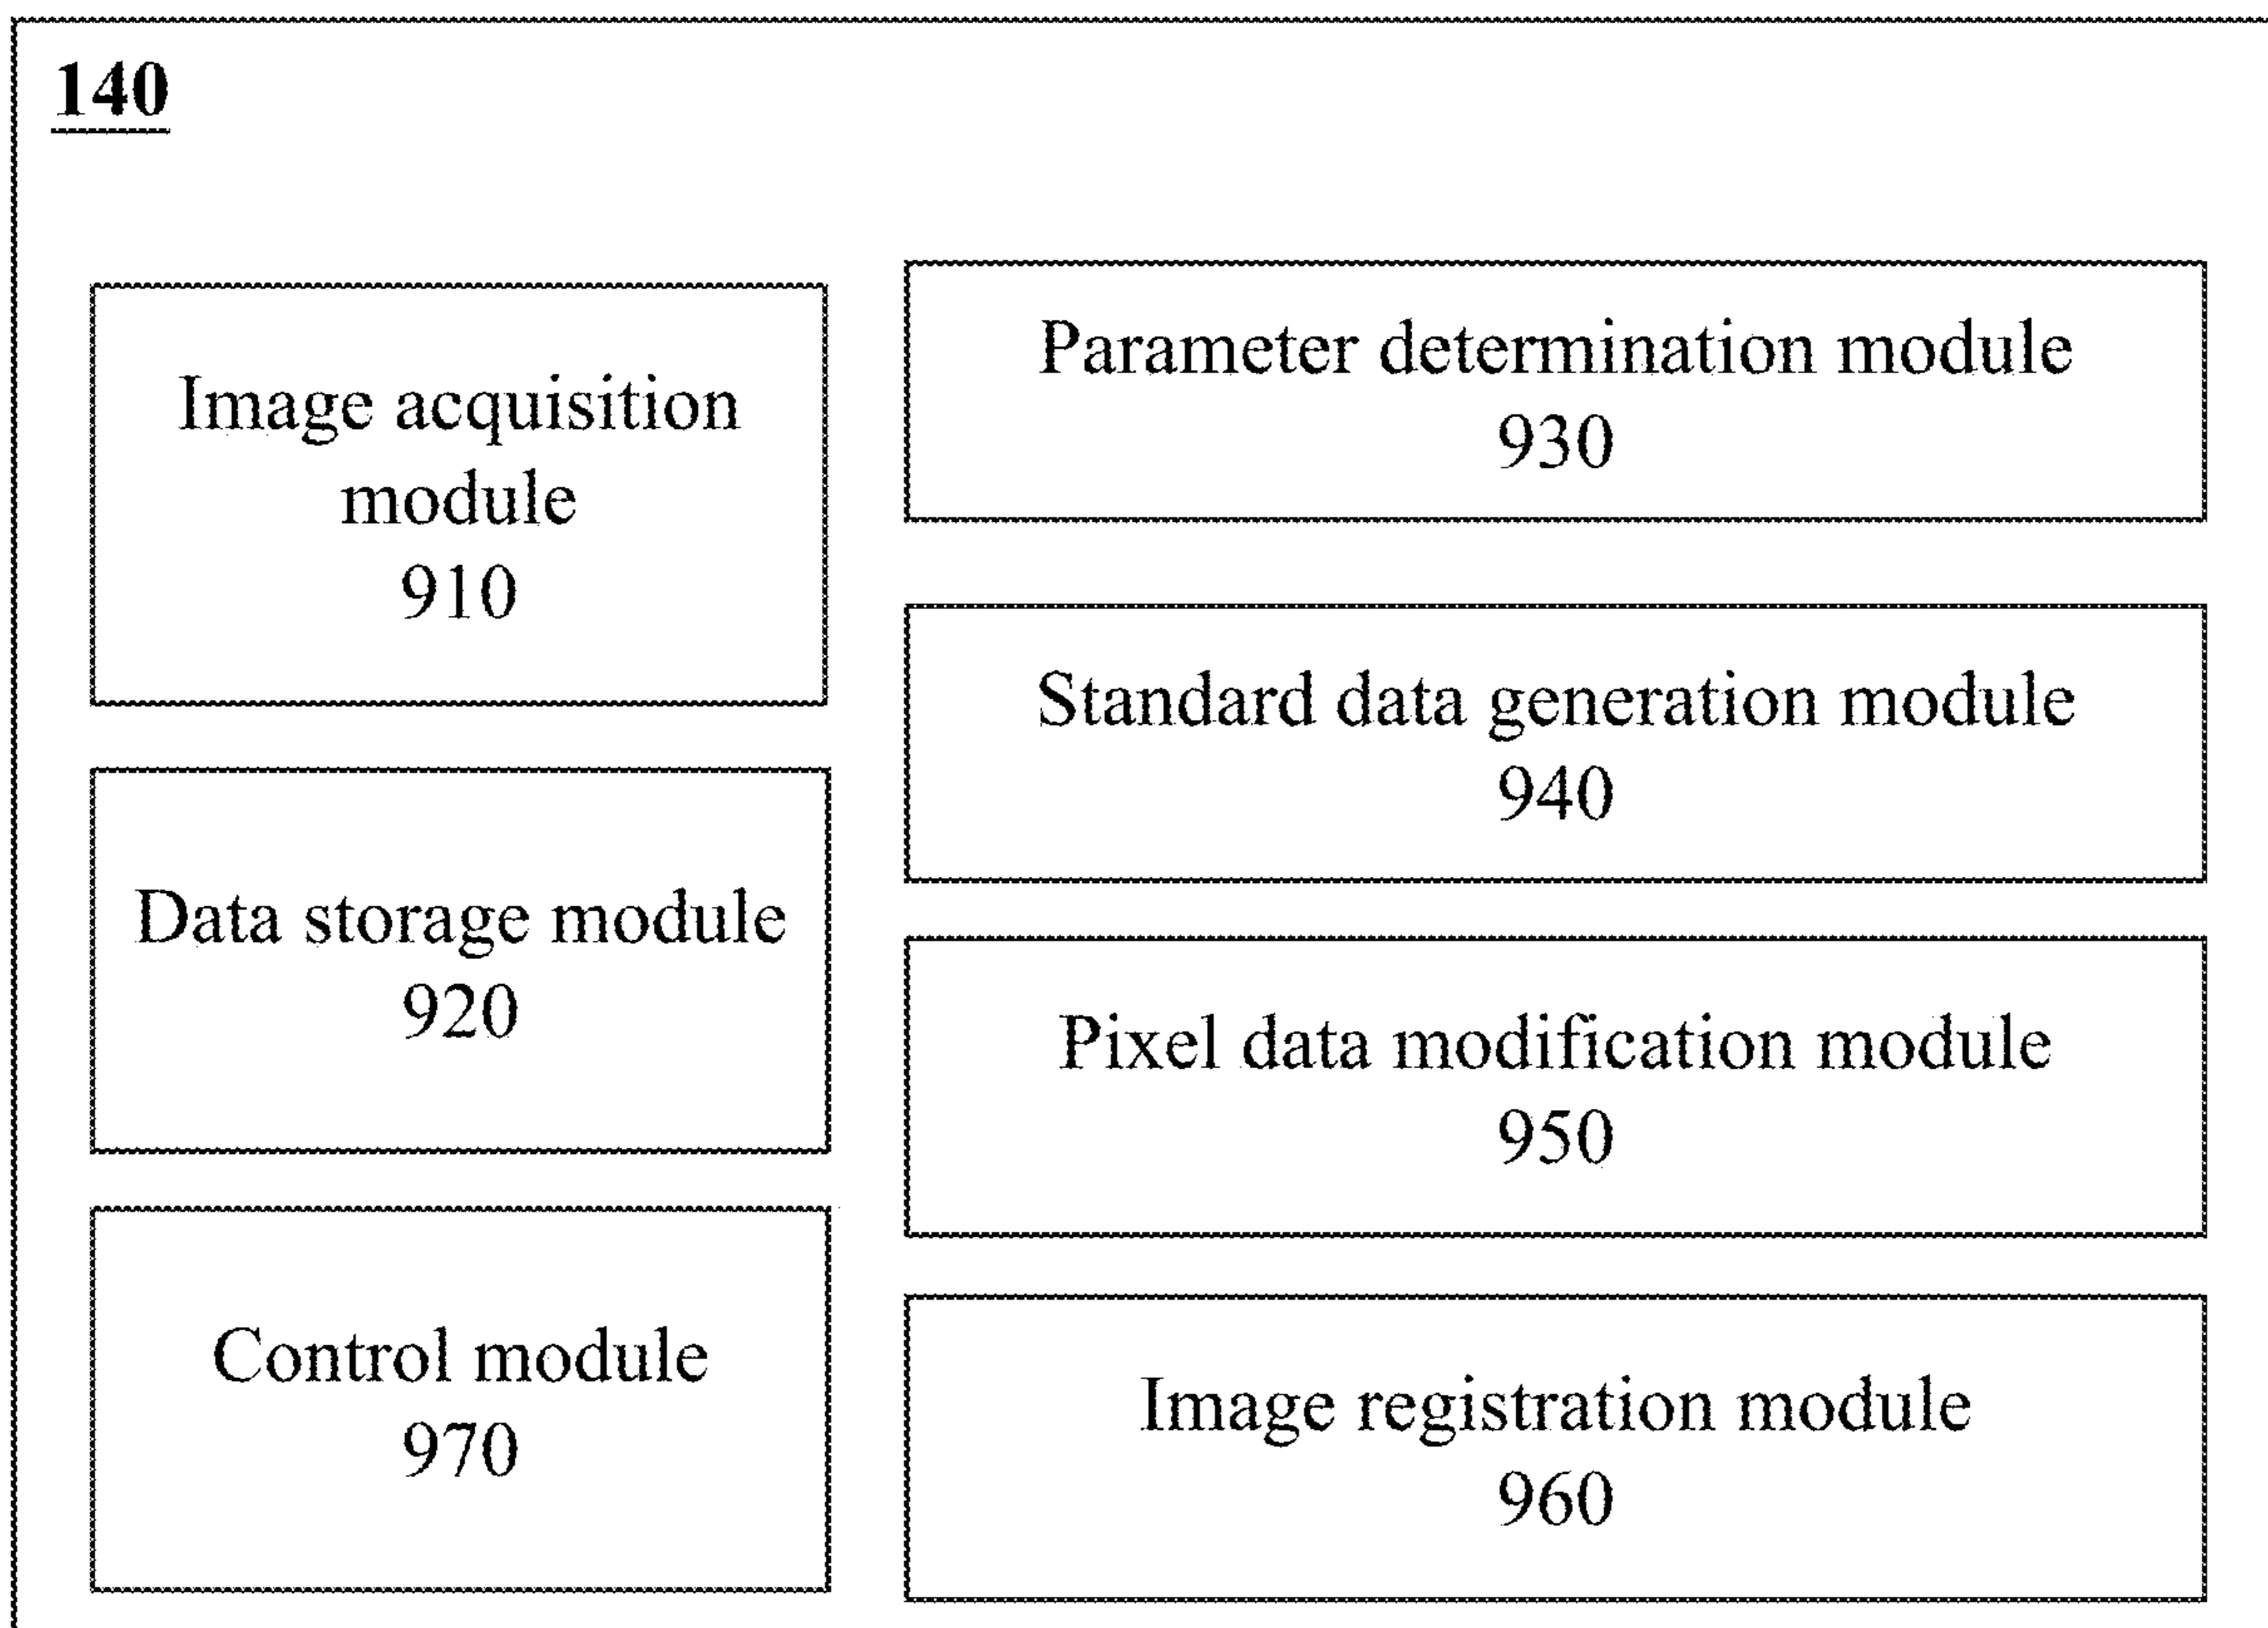 140
Image acquisition
module
910
Data storage module
920
Control module
970
Parameter determination module
930
Standard data generation module
940
Pixel data modification module
950
Image registration module
960